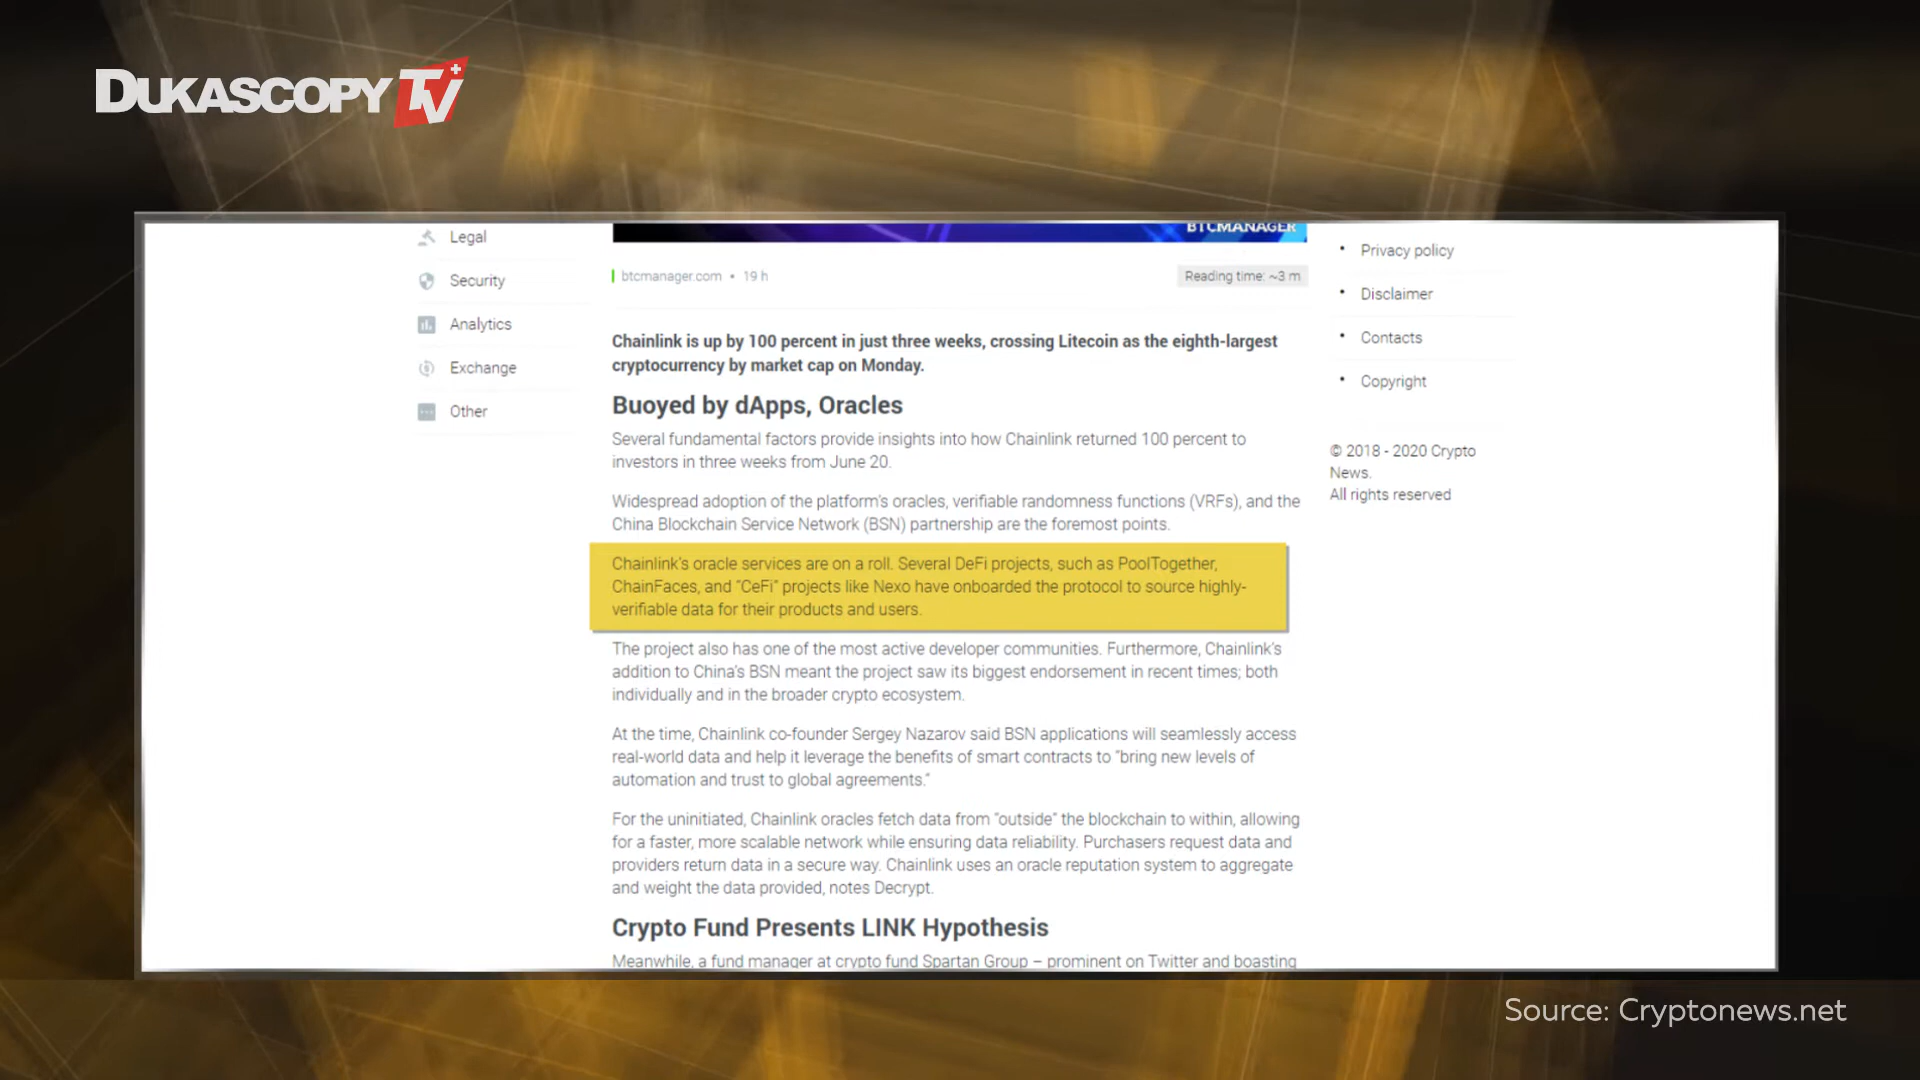 DUKASCOPY TV
Legal
Security
Analytics
Exchange
Other
BTCMANAGER
btcmanager.com • 19 h
Reading time: ~3 m
Chainlink is up by 100 percent in just three weeks, crossing Litecoin as the eighth-largest
cryptocurrency by market cap on Monday.
Buoyed by dApps, Oracles
Several fundamental factors provide insights into how Chainlink returned 100 percent to
investors in three weeks from June 20.
Widespread adoption of the platform's oracles, verifiable randomness functions (VRFs), and the
China Blockchain Service Network (BSN) partnership are the foremost points.
Chainlink's oracle services are on a roll. Several DeFi projects, such as PoolTogether,
ChainFaces, and "CeFi" projects like Nexo have onboarded the protocol to source highly-
verifiable data for their products and users.
The project also has one of the most active developer communities. Furthermore, Chainlink's
addition to China's BSN meant the project saw its biggest endorsement in recent times; both
individually and in the broader crypto ecosystem.
At the time, Chainlink co-founder Sergey Nazarov said BSN applications will seamlessly access
real-world data and help it leverage the benefits of smart contracts to "bring new levels of
automation and trust to global agreements."
For the uninitiated, Chainlink oracles fetch data from "outside" the blockchain to within, allowing
for a faster, more scalable network while ensuring data reliability. Purchasers request data and
providers return data in a secure way. Chainlink uses an oracle reputation system to aggregate
and weight the data provided, notes Decrypt.
Crypto Fund Presents LINK Hypothesis
Meanwhile, a fund manager at crypto fund Spartan Group – prominent on Twitter and boasting
• Privacy policy
• Disclaimer
• Contacts
• Copyright
© 2018 - 2020 Crypto
News.
All rights reserved
Source: Cryptonews.net